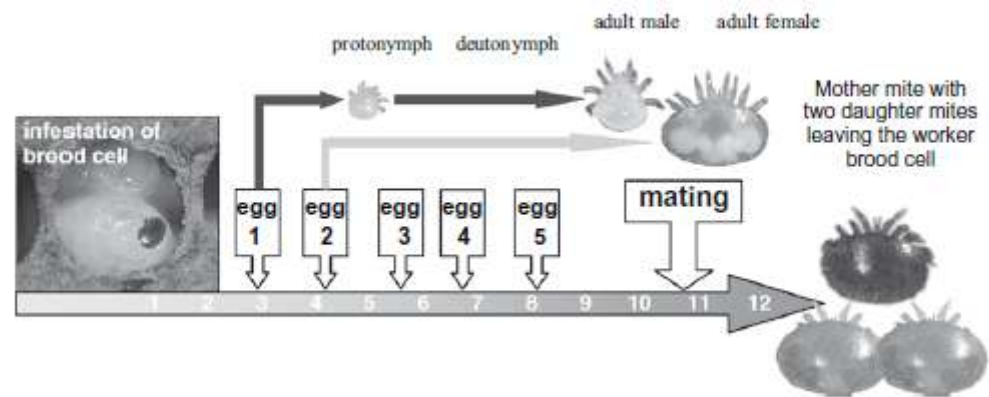 adult male
adult female
protonymph
deutonymph
Mother mite with
two daughter mites
leaving the worker
brood cell
infestation of
brood cell
egg
1
egg
2
egg
3
egg
4
egg
5
mating
1 2 3 4 5 6 7 8 9 10 11 12